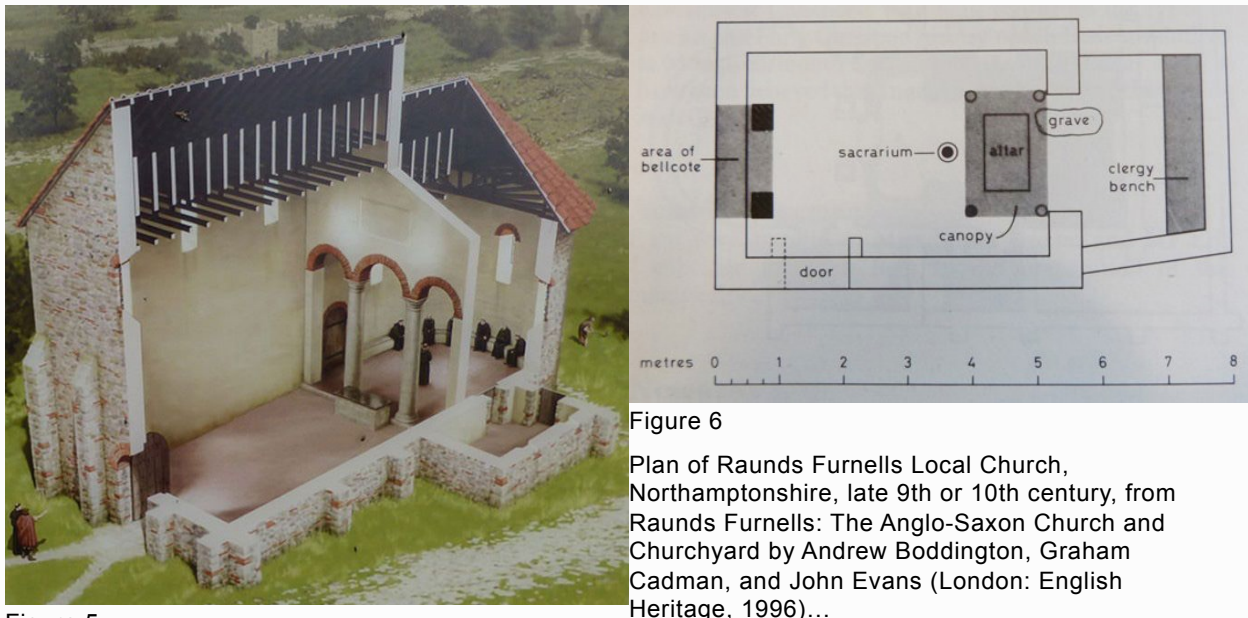 area of
bellcote
sacrarium
altar
grave
canopy
clergy
bench
door
metres 0 1 2 3 4 5 6 7 8
Figure 6
Plan of Raunds Furnells Local Church,
Northamptonshire, late 9th or 10th century, from
Raunds Furnells: The Anglo-Saxon Church and
Churchyard by Andrew Boddington, Graham
Cadman, and John Evans (London: English
Heritage, 1996)...